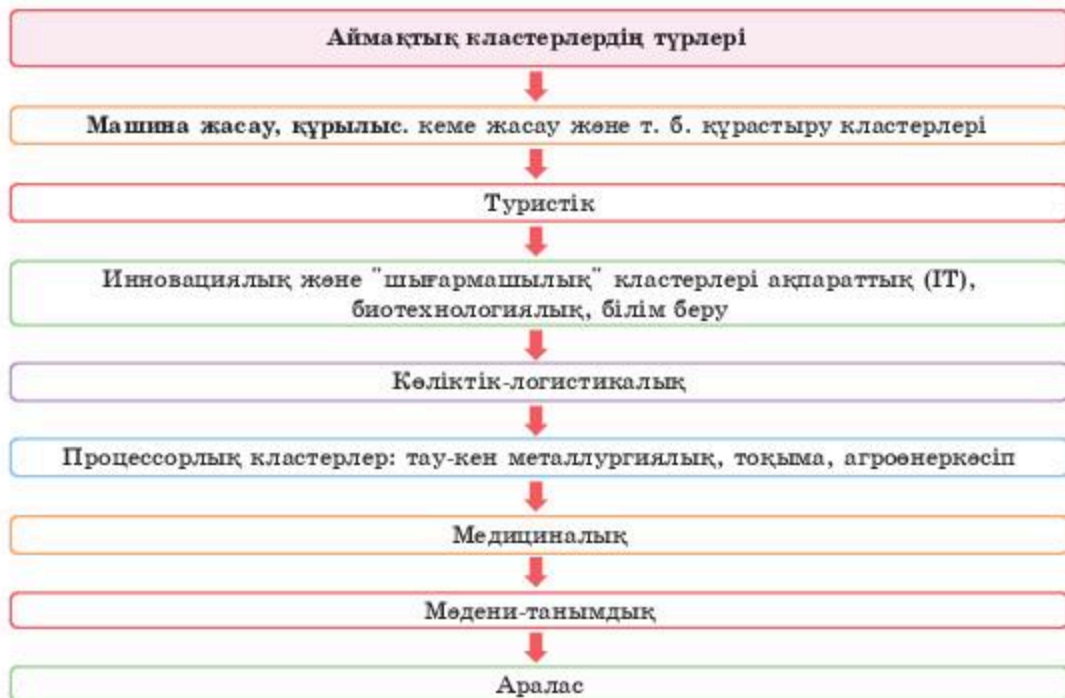 Аймақтық кластерлердің түрлері
Машина жасау, құрылыс. кеме жасау және т. б. құрастыру кластерлері
Туристік
Инновациялық және "шығармашылық" кластерлері ақпараттық (IT),
биотехнологиялық, білім беру
Көліктік-логистикалық
Процессорлық кластерлер: тау-кен металлургиялық, тоқыма, агроөнеркәсіп
Медициналық
Мәдени-танымдық
Аралас